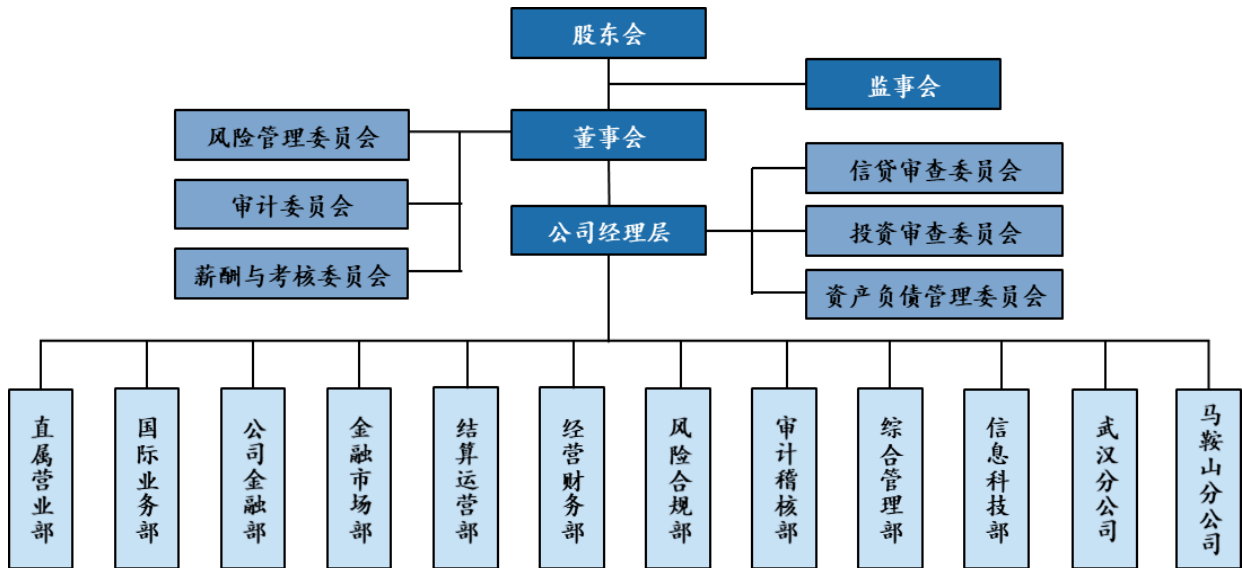 股东会
监事会
风险管理委员会
董事会
信贷审查委员会
审计委员会
公司经理层
投资审查委员会
薪酬与考核委员会
资产负债管理委员会
直属营业部
国际业务部
公司金融部
金融市场部
结算运营部
经营财务部
风险合规部
审计稽核部
综合管理部
信息科技部
武汉分公司
马鞍山分公司